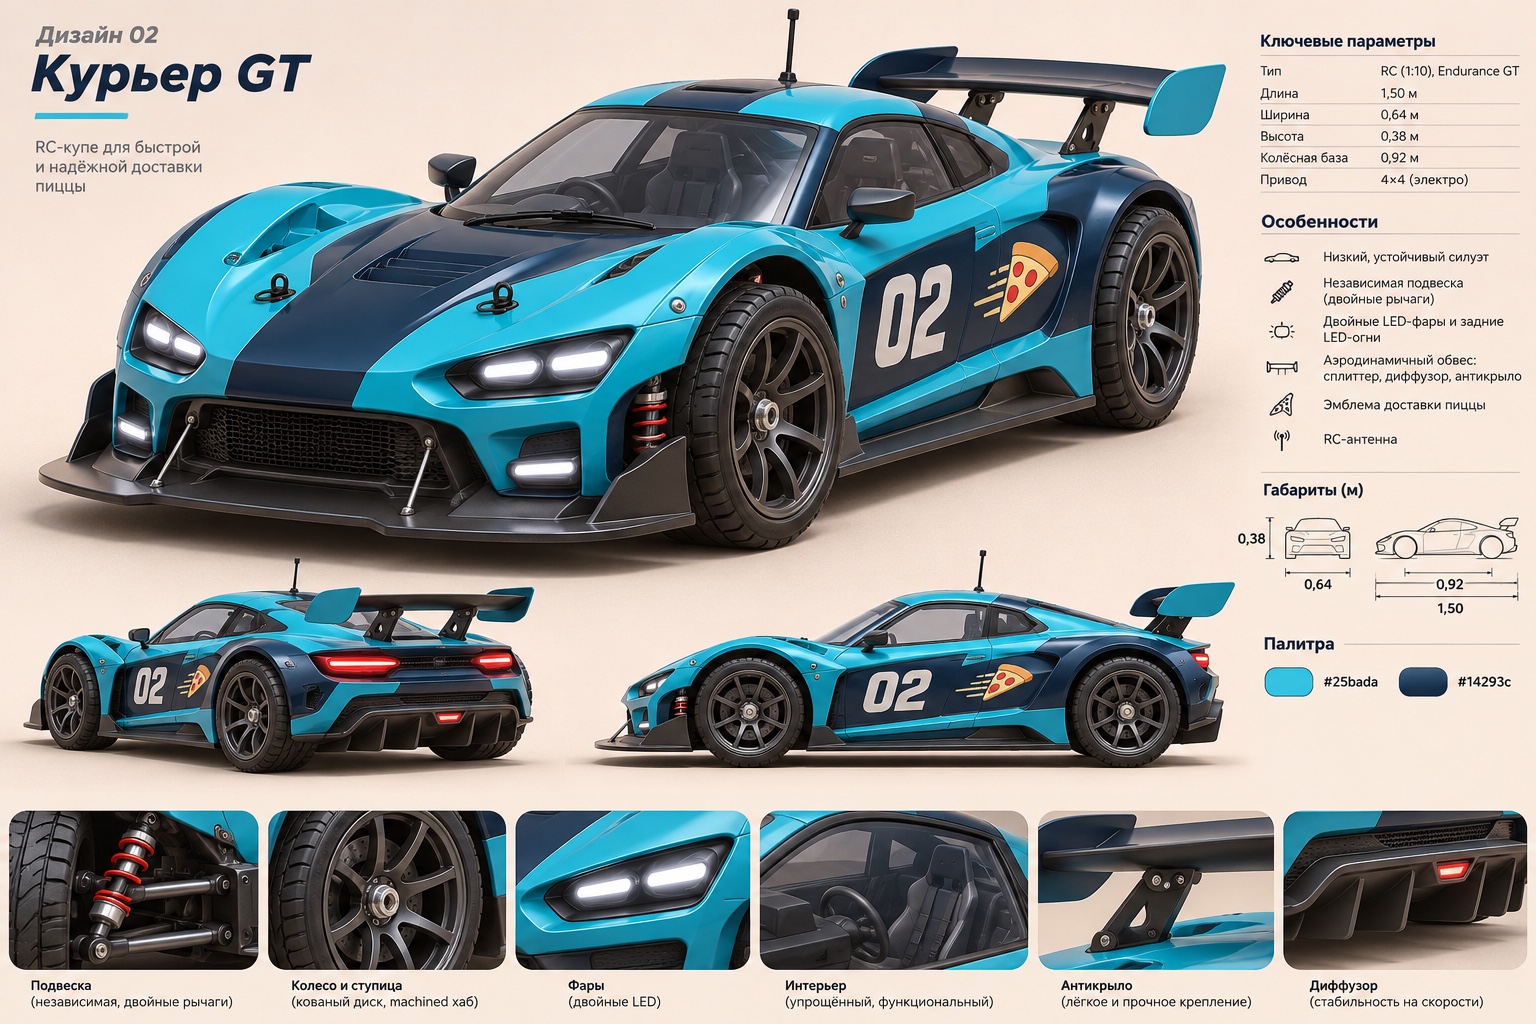 Дизайн 02
Курьер GT
RC-купе для быстрой
и надёжной доставки
пиццы
02
Ключевые параметры
Тип RC (1:10), Endurance GT
Длина 1,50 м
Ширина 0,64 м
Высота 0,38 м
Колёсная база 0,92 м
Привод 4×4 (электро)
Особенности
Низкий, устойчивый силуэт
Независимая подвеска
(двойные рычаги)
Двойные LED-фары и задние
LED-огни
Аэродинамичный обвес:
сплиттер, диффузор, антикрыло
Эмблема доставки пиццы
RC-антенна
Габариты (м)
0,38
0,64
0,92
1,50
Палитра
#25bada
#14293c
02
02
Подвеска
(независимая, двойные рычаги)
Колесо и ступица
(кованый диск, machined хаб)
Фары
(двойные LED)
Интерьер
(упрощённый, функциональный)
Антикрыло
(лёгкое и прочное крепление)
Диффузор
(стабильность на скорости)